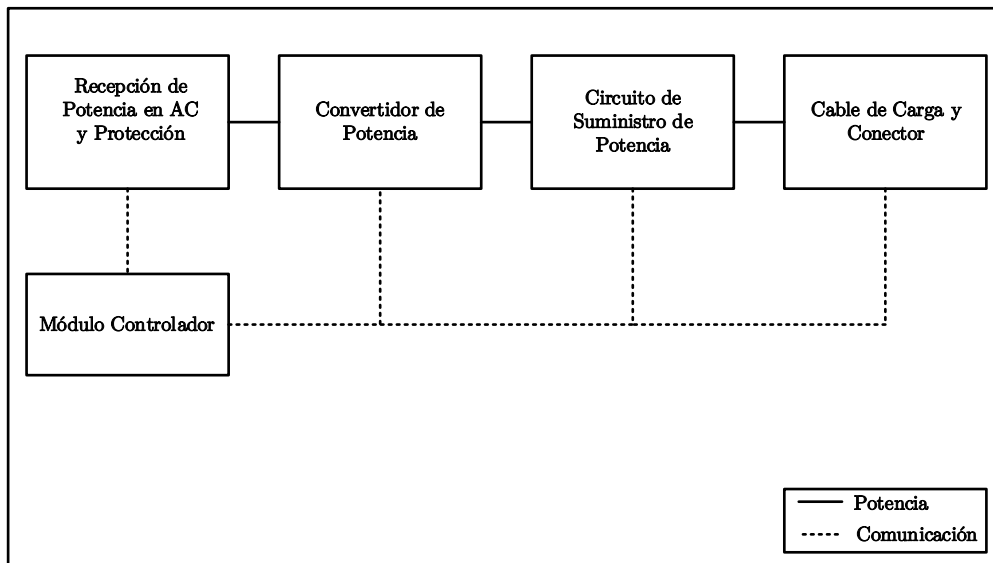 Recepción de
Potencia en AC
y Protección
Convertidor de
Potencia
Circuito de
Suministro de
Potencia
Cable de Carga y
Conector
Módulo Controlador
Potencia
Comunicación